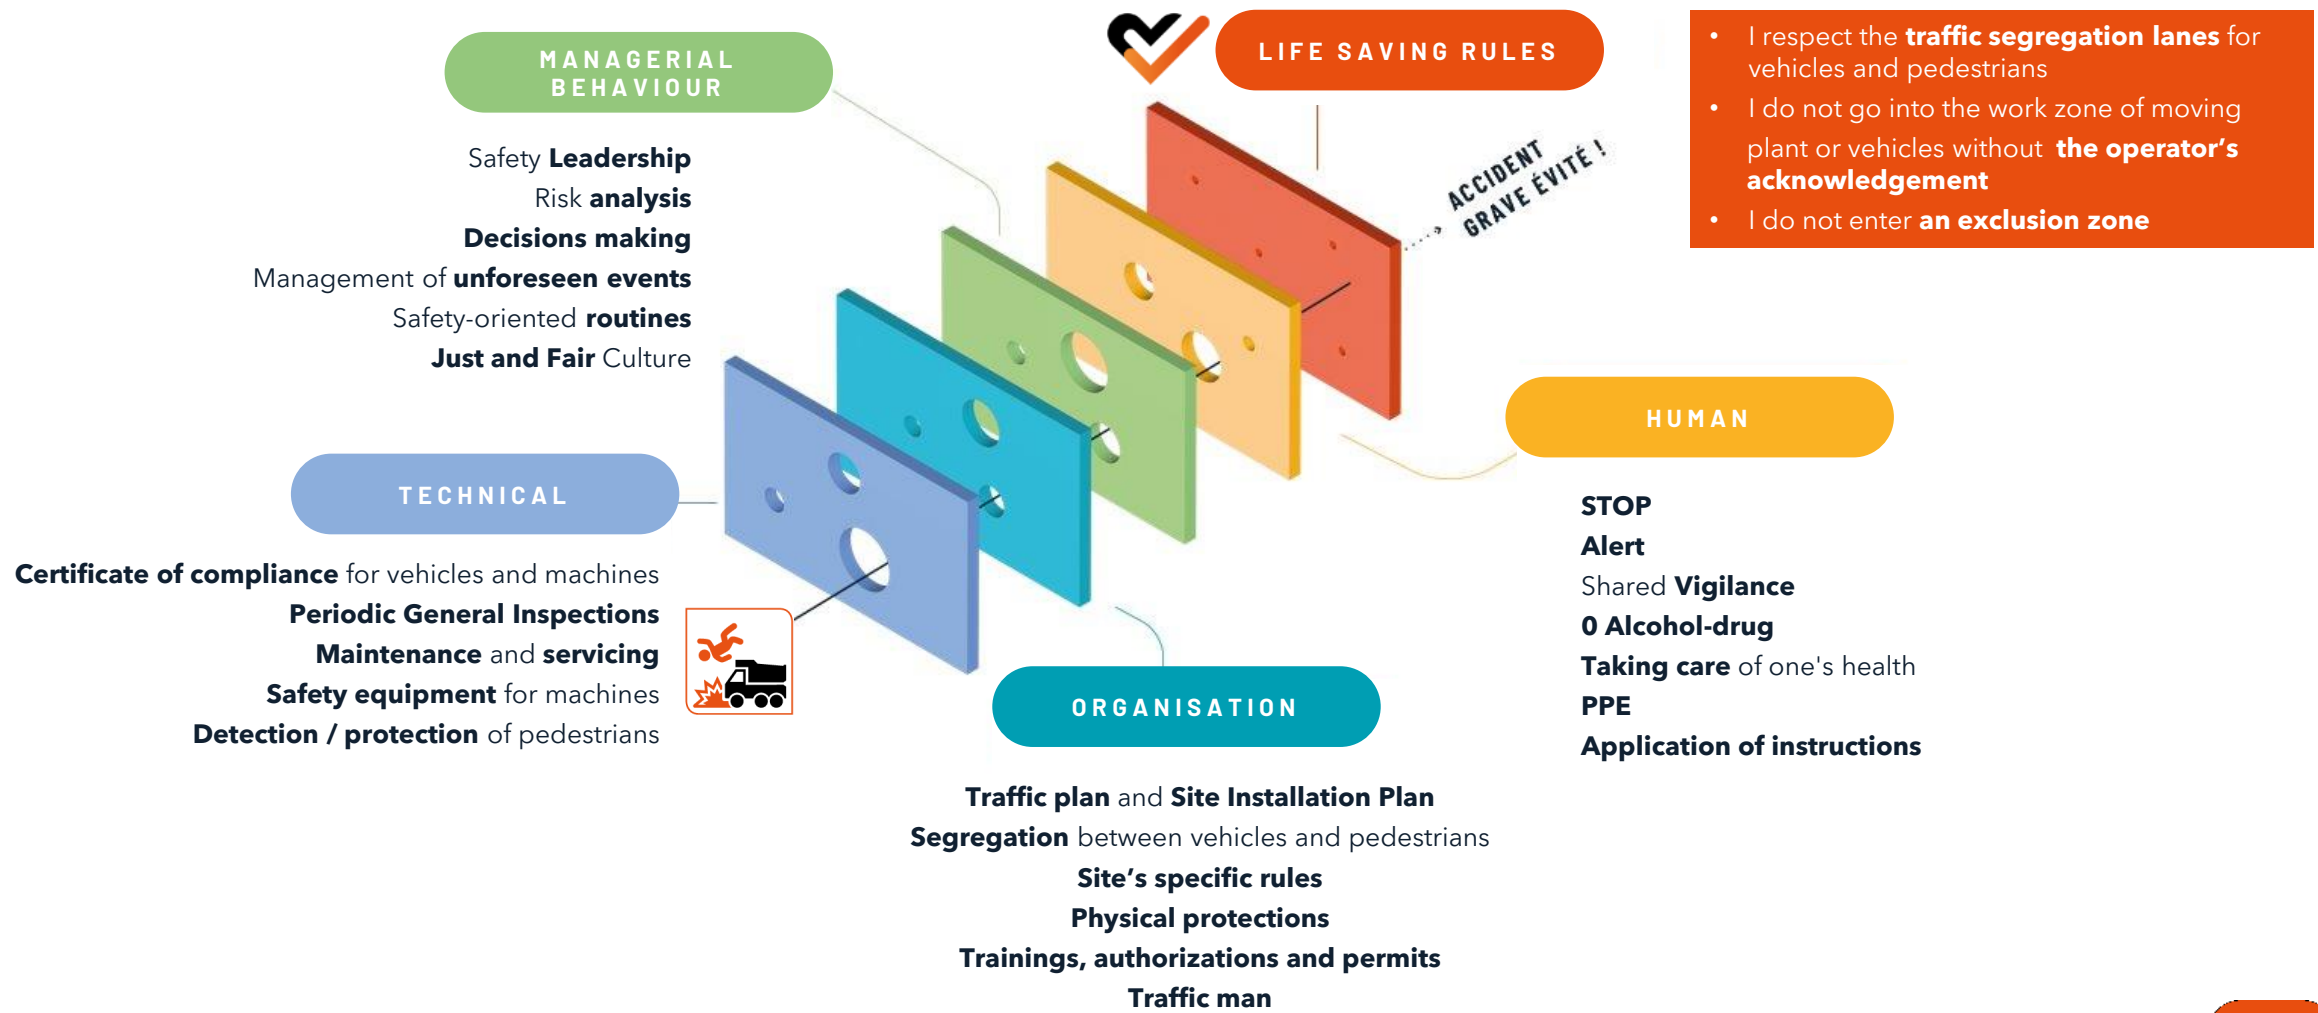 MANAGERIAL
BEHAVIOUR
Safety Leadership
Risk analysis
Decisions making
Management of unforeseen events
Safety-oriented routines
Just and Fair Culture
LIFE SAVING RULES
• I respect the traffic segregation lanes for
vehicles and pedestrians
• I do not go into the work zone of moving
plant or vehicles without the operator's
acknowledgement
• I do not enter an exclusion zone
ACCIDENT
GRAVE ÉVITÉ !
TECHNICAL
Certificate of compliance for vehicles and machines
Periodic General Inspections
Maintenance and servicing
Safety equipment for machines
Detection / protection of pedestrians
HUMAN
STOP
Alert
Shared Vigilance
0 Alcohol-drug
Taking care of one's health
PPE
Application of instructions
ORGANISATION
Traffic plan and Site Installation Plan
Segregation between vehicles and pedestrians
Site's specific rules
Physical protections
Trainings, authorizations and permits
Traffic man